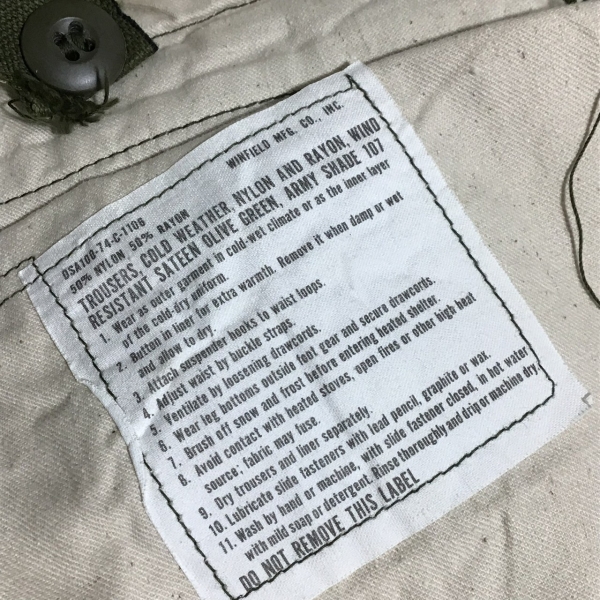 WINFIELD MFG. CO., INC.
DSA100-74-C-1106
50% NYLON 50% RAYON
TROUSERS, COLD WEATHER, NYLON AND RAYON, WIND
RESISTANT, SATEEN OLIVE GREEN, ARMY SHADE 107
1. Wear as outer garment in cold-wet climate or as the inner layer
of the cold-dry uniform.
2. Button in liner for extra warmth. Remove it when damp or wet
and allow to dry.
3. Attach suspender hooks to waist loops.
4. Adjust waist by buckle straps.
5. Ventilate by loosening drawcords.
6. Wear leg bottoms outside foot gear and secure drawcords.
7. Brush off snow and frost before entering heated shelter.
8. Avoid contact with heated stoves, open fires or other high heat
source: fabric may fuse.
9. Dry trousers and liner separately.
10. Lubricate slide fasteners with lead pencil, graphite or wax.
11. Wash by hand or machine, with slide fastener closed, in hot water
with mild soap or detergent. Rinse thoroughly and drip or machine dry.
DO NOT REMOVE THIS LABEL